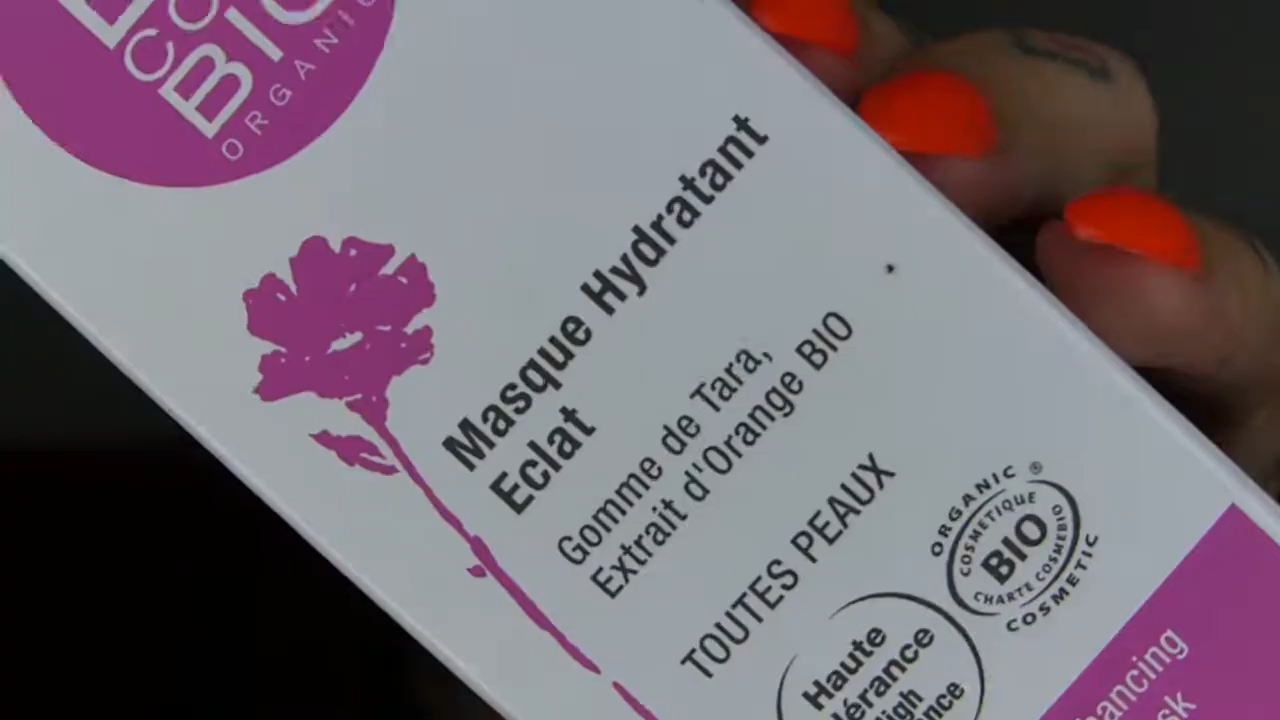 BIO
ORGANIC
Masque Hydratant
Eclat
Gomme de Tara,
Extrait d'Orange BIO
TOUTES PEAUX
ORGANIC ®
COSMETIQUE
BIO
CHARTE COSMEBIO
COSMETIC
Haute